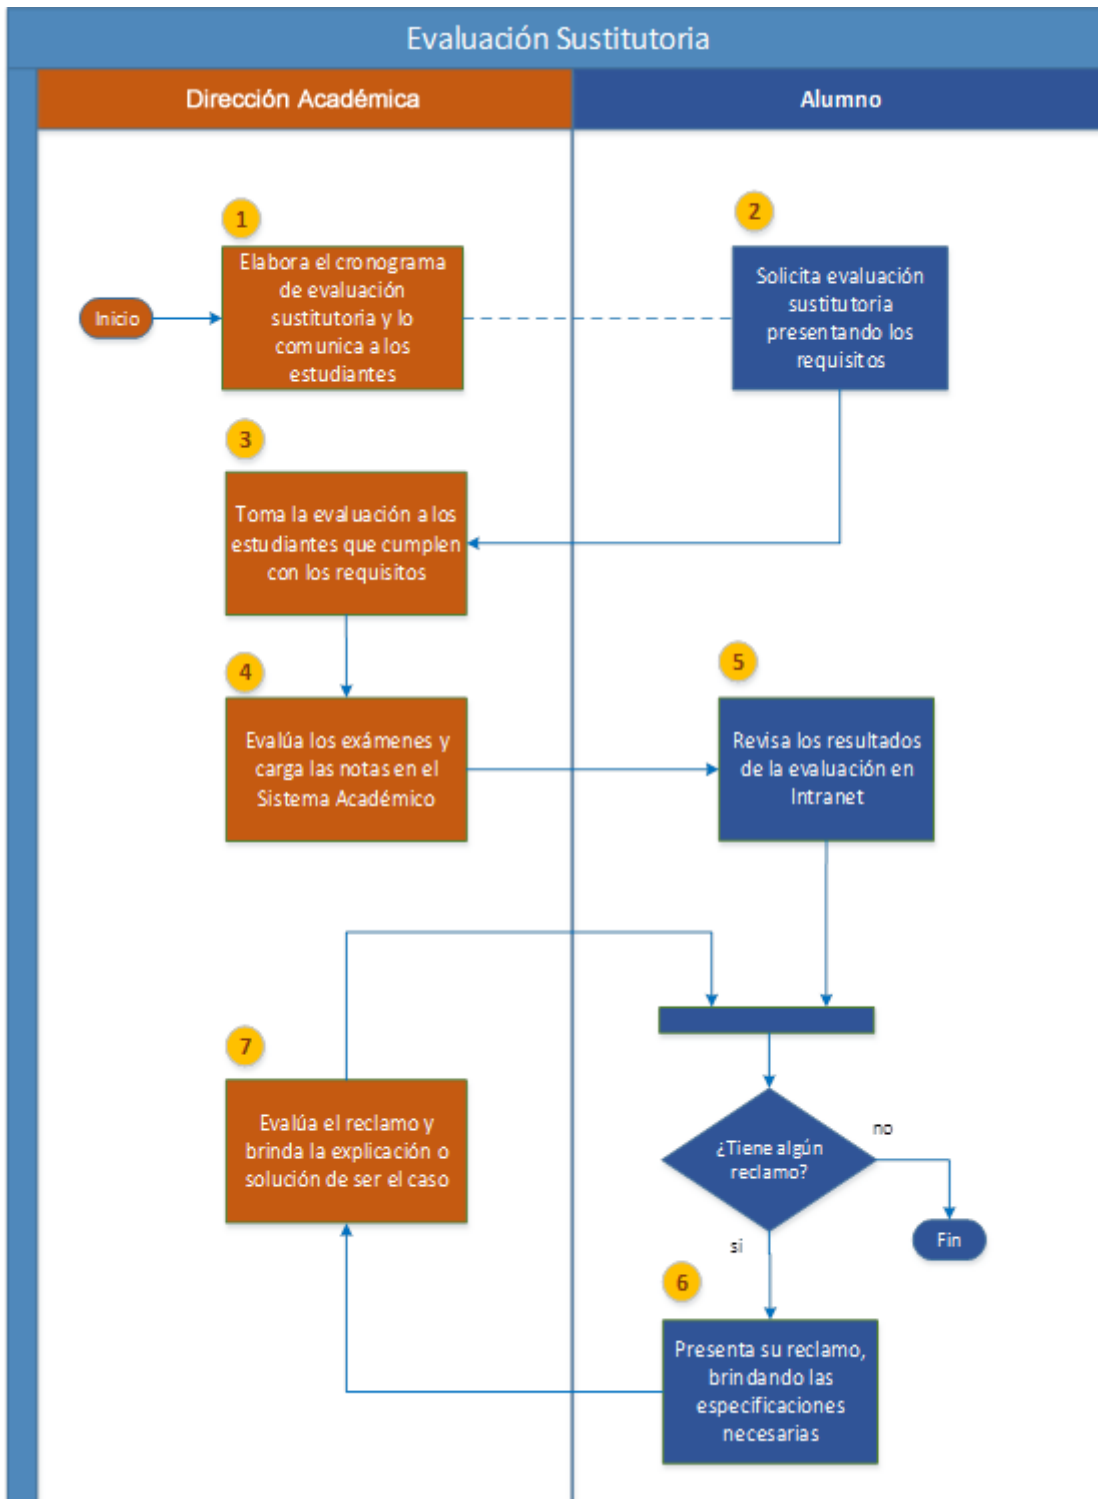 Evaluación Sustitutoria
Dirección Académica
Alumno
1
2
Inicio
Elabora el cronograma
de evaluación
sustitutoria y lo
comunica a los
estudiantes
Solicita evaluación
sustitutoria
presentando los
requisitos
3
Toma la evaluación a los
estudiantes que cumplen
con los requisitos
4
5
Evalúa los exámenes y
carga las notas en el
Sistema Académico
Revisa los resultados
de la evaluación en
Intranet
7
Evalúa el reclamo y
brinda la explicación o
solución de ser el caso
¿Tiene algún
reclamo?
no
Fin
si
6
Presenta su reclamo,
brindando las
especificaciones
necesarias